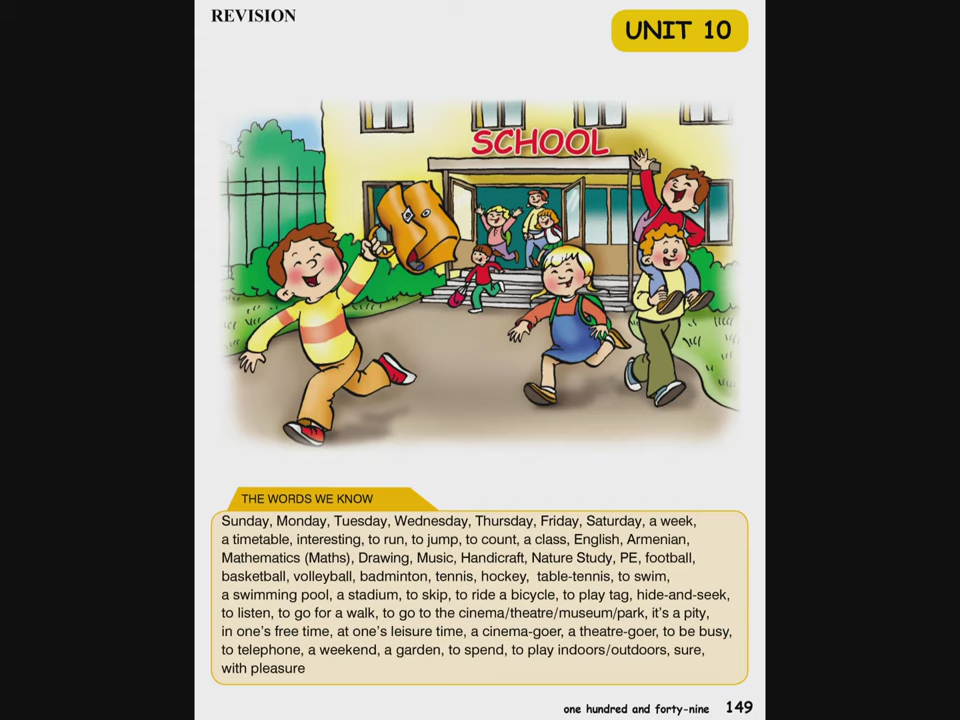 REVISION
UNIT 10
SCHOOL
THE WORDS WE KNOW
Sunday, Monday, Tuesday, Wednesday, Thursday, Friday, Saturday, a week,
a timetable, interesting, to run, to jump, to count, a class, English, Armenian,
Mathematics (Maths), Drawing, Music, Handicraft, Nature Study, PE, football,
basketball, volleyball, badminton, tennis, hockey, table-tennis, to swim,
a swimming pool, a stadium, to skip, to ride a bicycle, to play tag, hide-and-seek,
to listen, to go for a walk, to go to the cinema/theatre/museum/park, it's a pity,
in one's free time, at one's leisure time, a cinema-goer, a theatre-goer, to be busy,
to telephone, a weekend, a garden, to spend, to play indoors/outdoors, sure,
with pleasure
one hundred and forty-nine 149